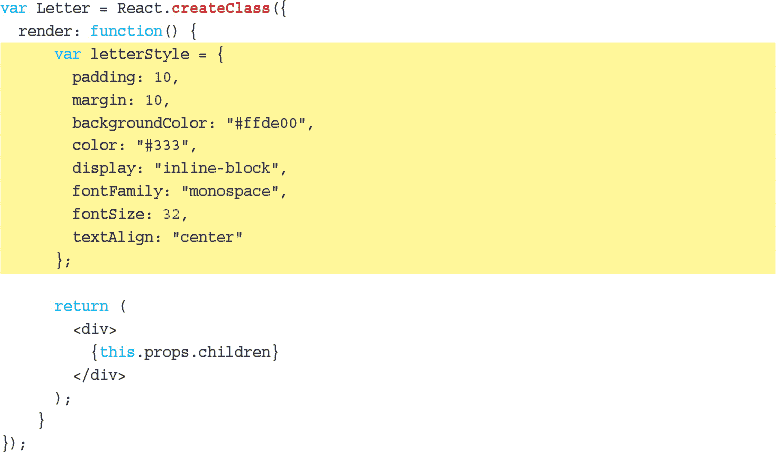 var Letter = React.createClass({
  render: function() {
      var letterStyle = {
        padding: 10,
        margin: 10,
        backgroundColor: "#ffde00",
        color: "#333",
        display: "inline-block",
        fontFamily: "monospace",
        fontSize: 32,
        textAlign: "center"
      };

      return (
        <div>
          {this.props.children}
        </div>
      );
    }
});